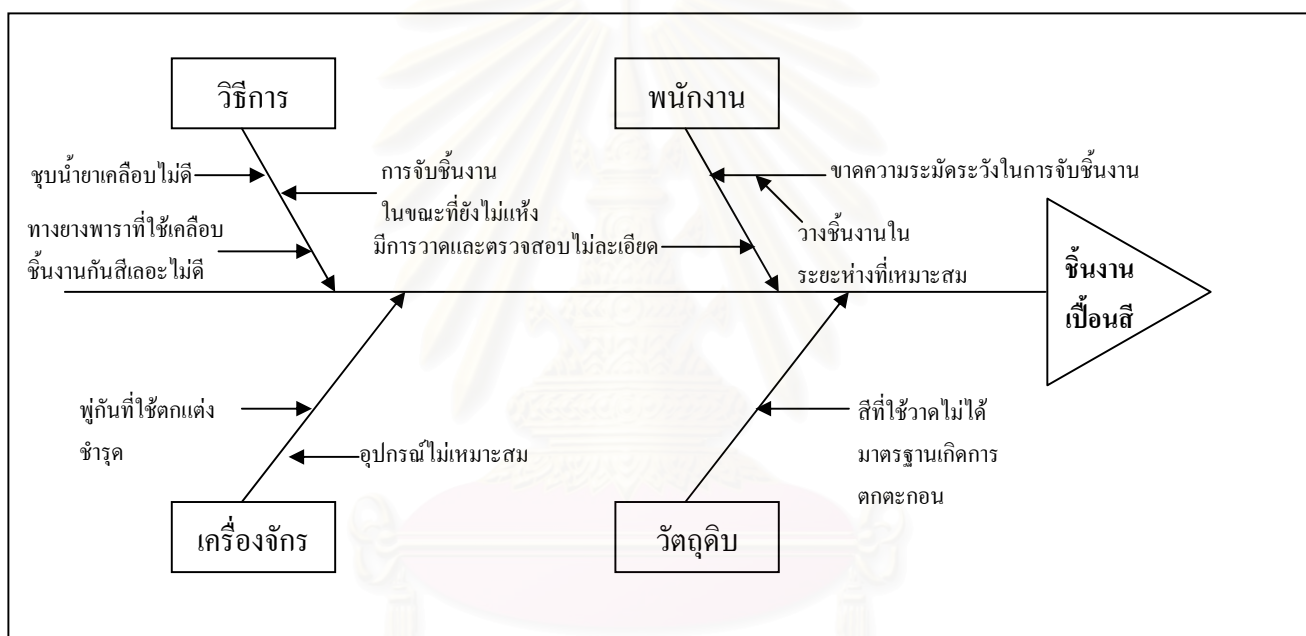 วิธีการ
พนักงาน
ชุบน้ำยาเคลือบไม่ดี
การจับชิ้นงาน
ในขณะที่ยังไม่แห้ง
ทางยางพาราที่ใช้เคลือบ
ชิ้นงานกันสีเลอะไม่ดี
ขาดความระมัดระวังในการจับชิ้นงาน
มีการวาดและตรวจสอบไม่ละเอียด
วางชิ้นงานใน
ระยะห่างที่เหมาะสม
ชิ้นงาน
เปื้อนสี
พู่กันที่ใช้ตกแต่ง
ชำรุด
อุปกรณ์ไม่เหมาะสม
สีที่ใช้วาดไม่ได้
มาตรฐานเกิดการ
ตกตะกอน
เครื่องจักร
วัตถุดิบ